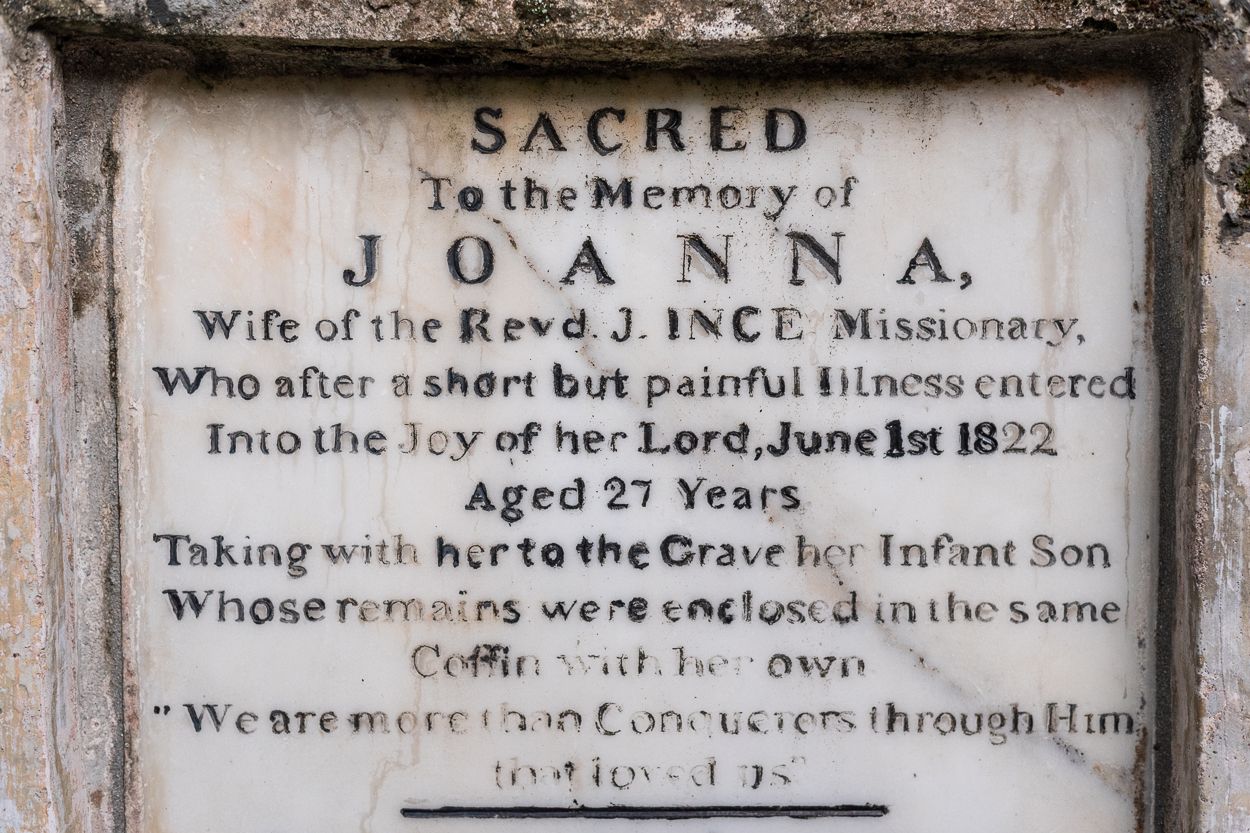 SACRED
To the Memory of
JOANNA,
Wife of the Revd. J. INCE Missionary,
Who after a short but painful Illness entered
Into the Joy of her Lord, June 1st 1822
Aged 27 Years
Taking with her to the Grave her Infant Son
Whose remains were enclosed in the same
Coffin with her own
"We are more than Conquerers through Him
that loved us"